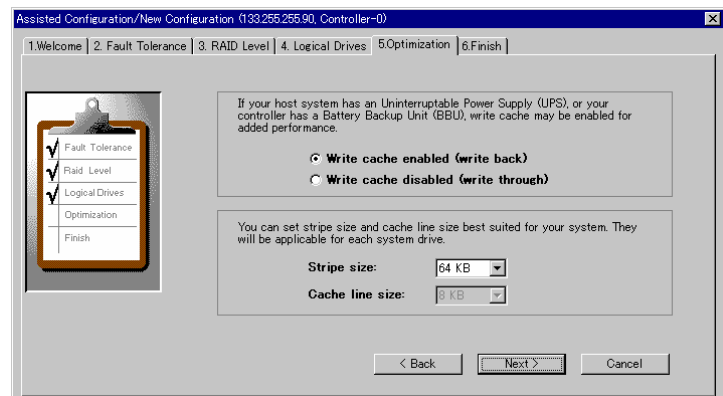 Assisted Configuration/New Configuration (133.255.255.90, Controller-0)
1.Welcome 2. Fault Tolerance 3. RAID Level 4. Logical Drives 5.Optimization 6.Finish
Fault Tolerance
Raid Level
Logical Drives
Optimization
Finish
If your host system has an Uninterruptable Power Supply (UPS), or your
controller has a Battery Backup Unit (BBU), write cache may be enabled for
added performance.
Write cache enabled (write back)
Write cache disabled (write through)
You can set stripe size and cache line size best suited for your system. They
will be applicable for each system drive.
Stripe size: 64 KB
Cache line size: 8 KB
< Back Next > Cancel